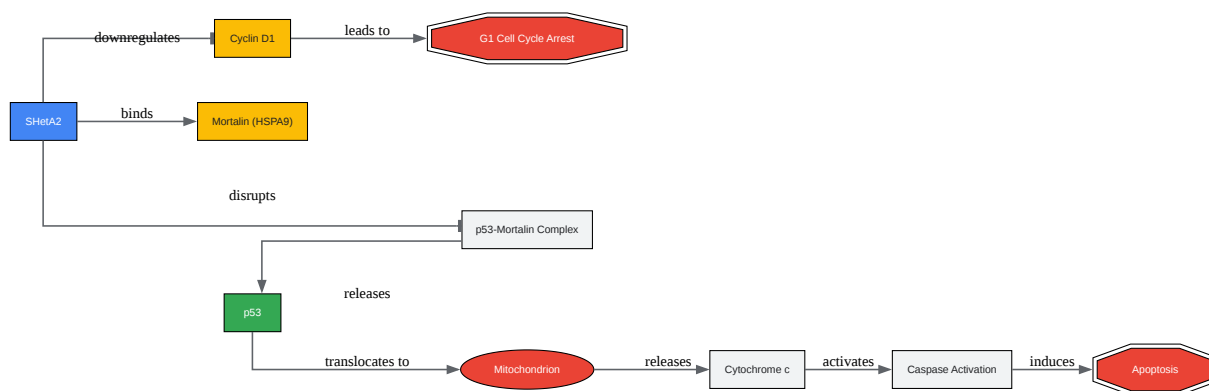 downregulates
Cyclin D1
leads to
G1 Cell Cycle Arrest
SHetA2
binds
Mortalin (HSPA9)
disrupts
p53-Mortalin Complex
releases
p53
translocates to
Mitochondrion
releases
Cytochrome c
activates
Caspase Activation
induces
Apoptosis